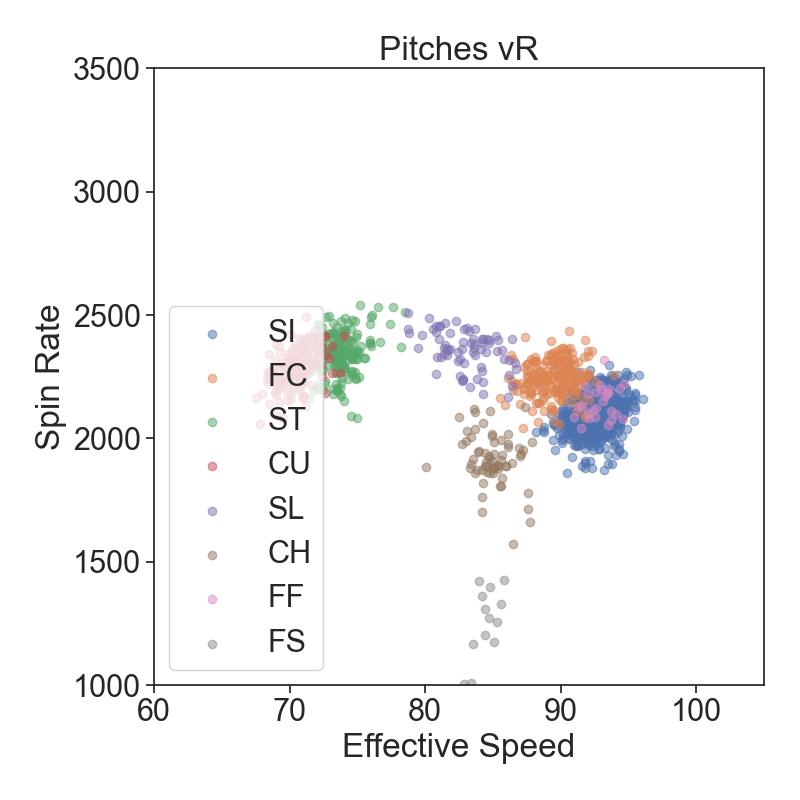 Pitches vR
3500
3000
2500
2000
1500
1000
Spin Rate
SI
FC
ST
CU
SL
CH
FF
FS
60 70 80 90 100
Effective Speed